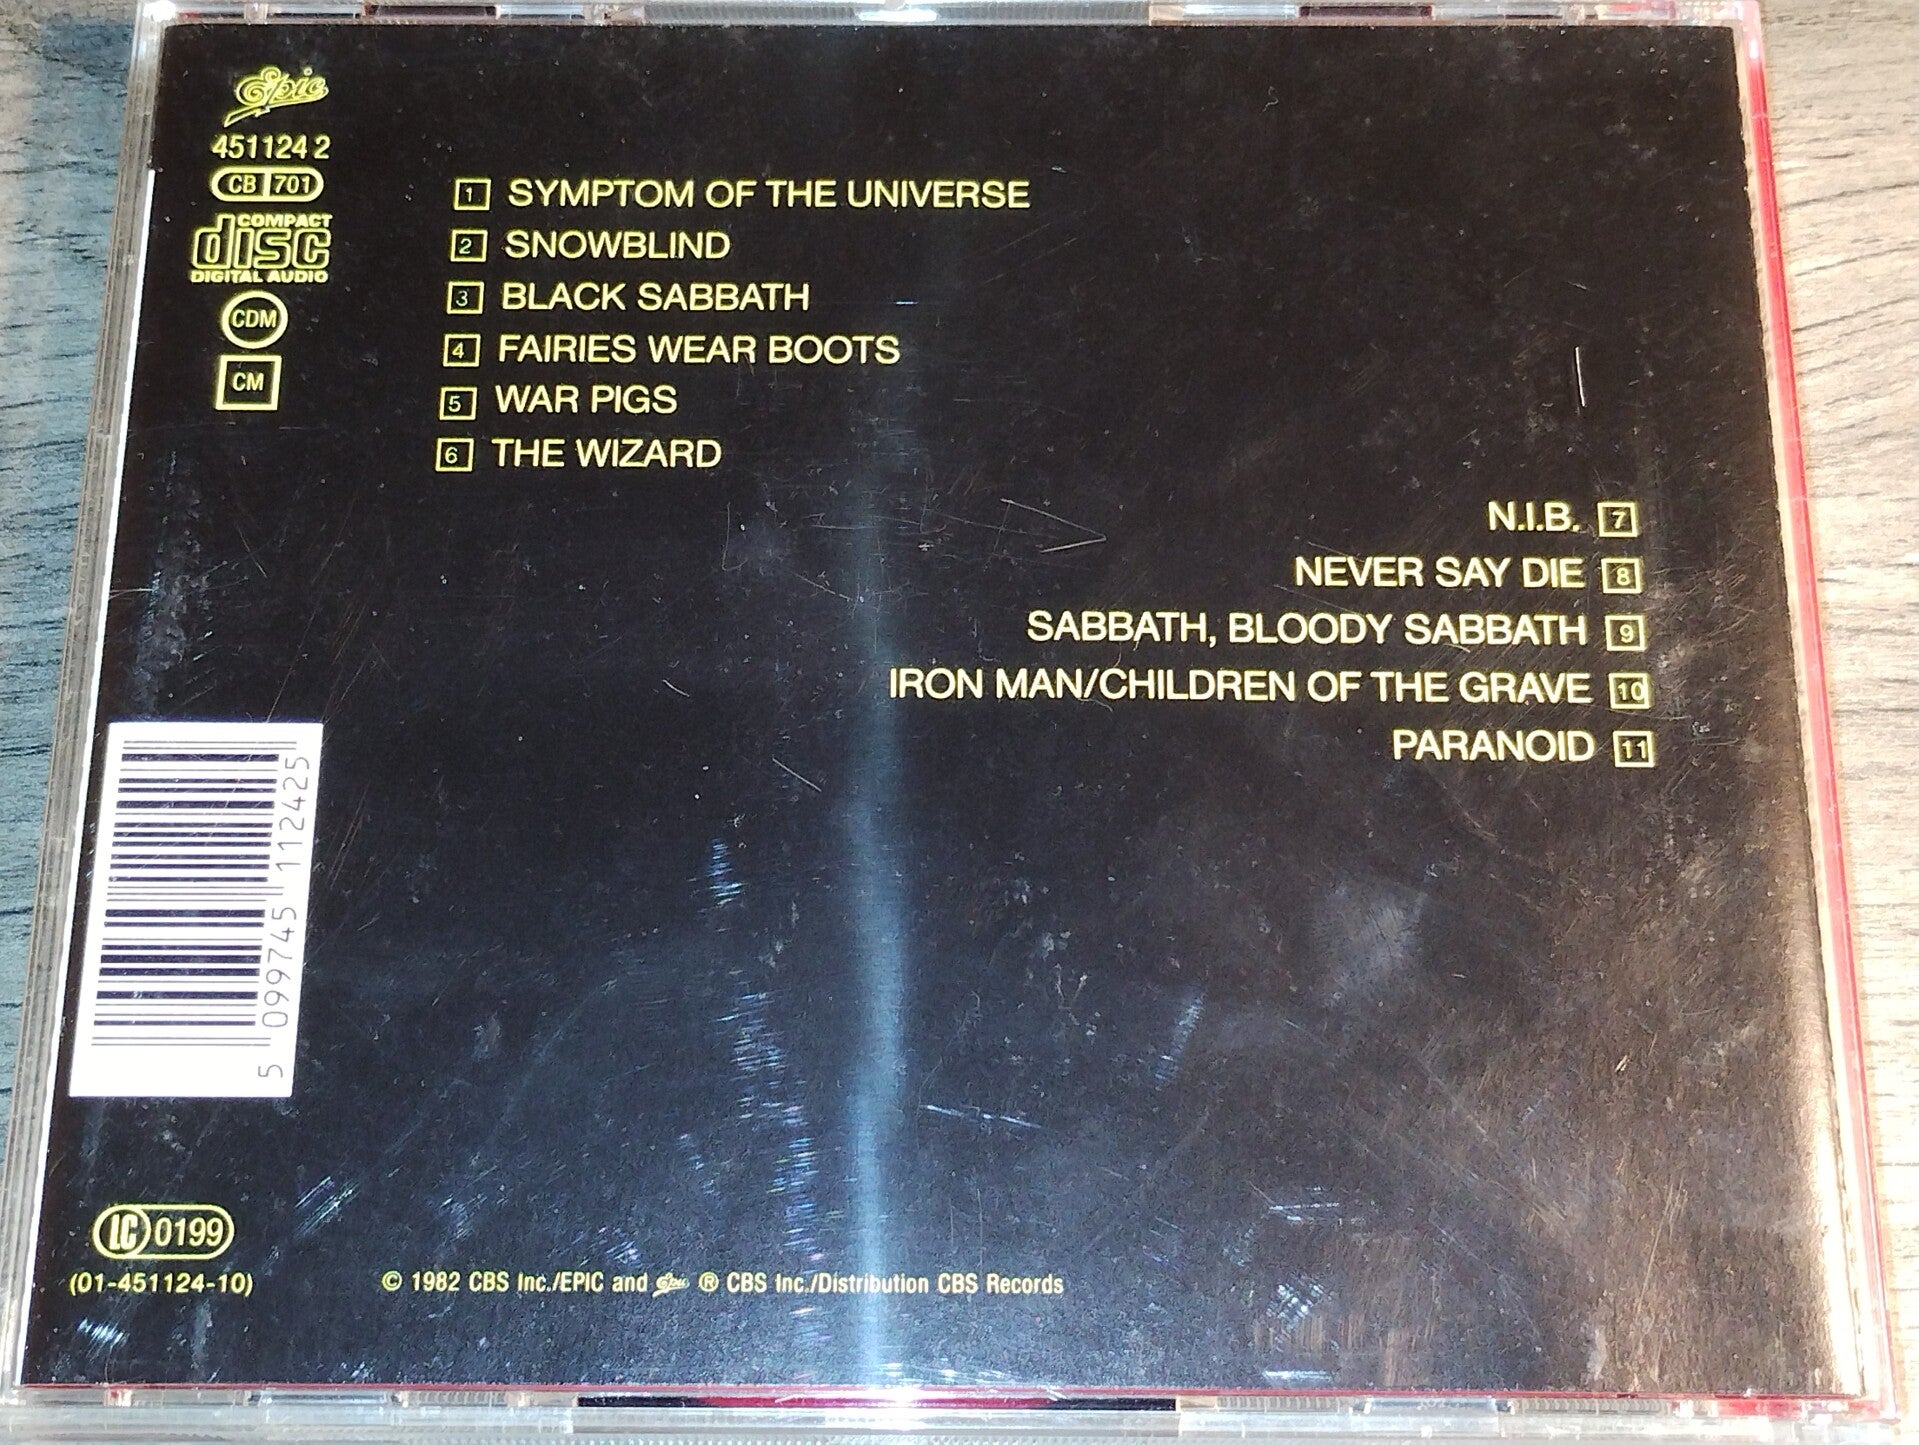 Epic
451124 2
CB 701
COMPACT
disc
DIGITAL AUDIO
CDM
CM
1 SYMPTOM OF THE UNIVERSE
2 SNOWBLIND
3 BLACK SABBATH
4 FAIRIES WEAR BOOTS
5 WAR PIGS
6 THE WIZARD
N.I.B. 7
NEVER SAY DIE 8
SABBATH, BLOODY SABBATH 9
IRON MAN/CHILDREN OF THE GRAVE 10
PARANOID 11
5 099745 112425
LC 0199
(01-451124-10)
© 1982 CBS Inc./EPIC and Epic ® CBS Inc./Distribution CBS Records